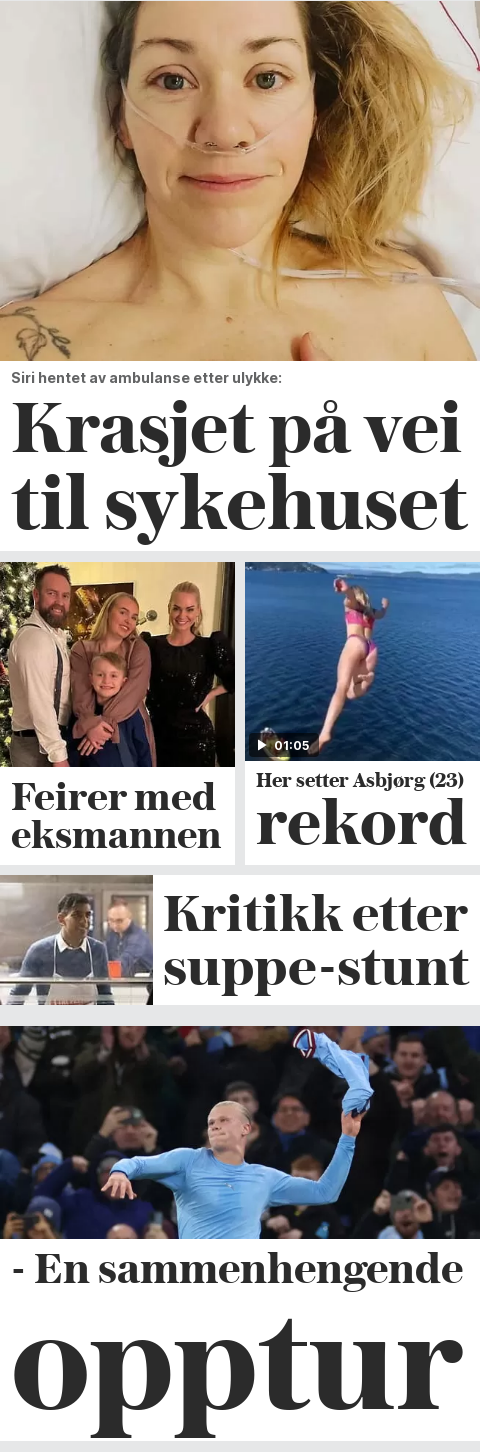 Siri hentet av ambulanse etter ulykke:
Krasjet på vei
til sykehuset
Feirer med
eksmannen
01:05
Her setter Asbjørg (23)
rekord
Kritikk etter
suppe-stunt
- En sammenhengende
opptur